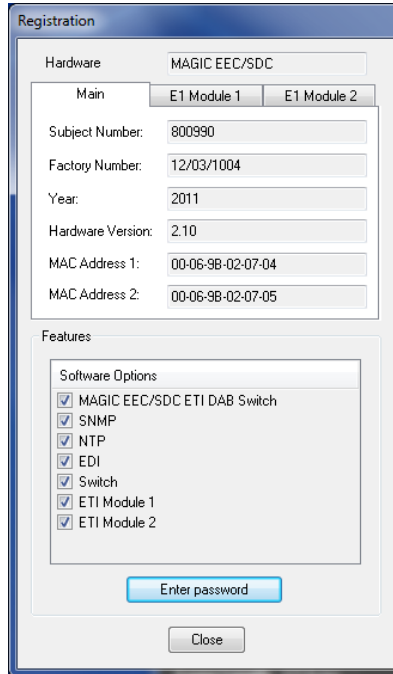 Registration
Hardware MAGIC EEC/SDC
Main E1 Module 1 E1 Module 2
Subject Number: 800990
Factory Number: 12/03/1004
Year: 2011
Hardware Version: 2.10
MAC Address 1: 00-06-9B-02-07-04
MAC Address 2: 00-06-9B-02-07-05
Features
Software Options
MAGIC EEC/SDC ETI DAB Switch
SNMP
NTP
EDI
Switch
ETI Module 1
ETI Module 2
Enter password
Close